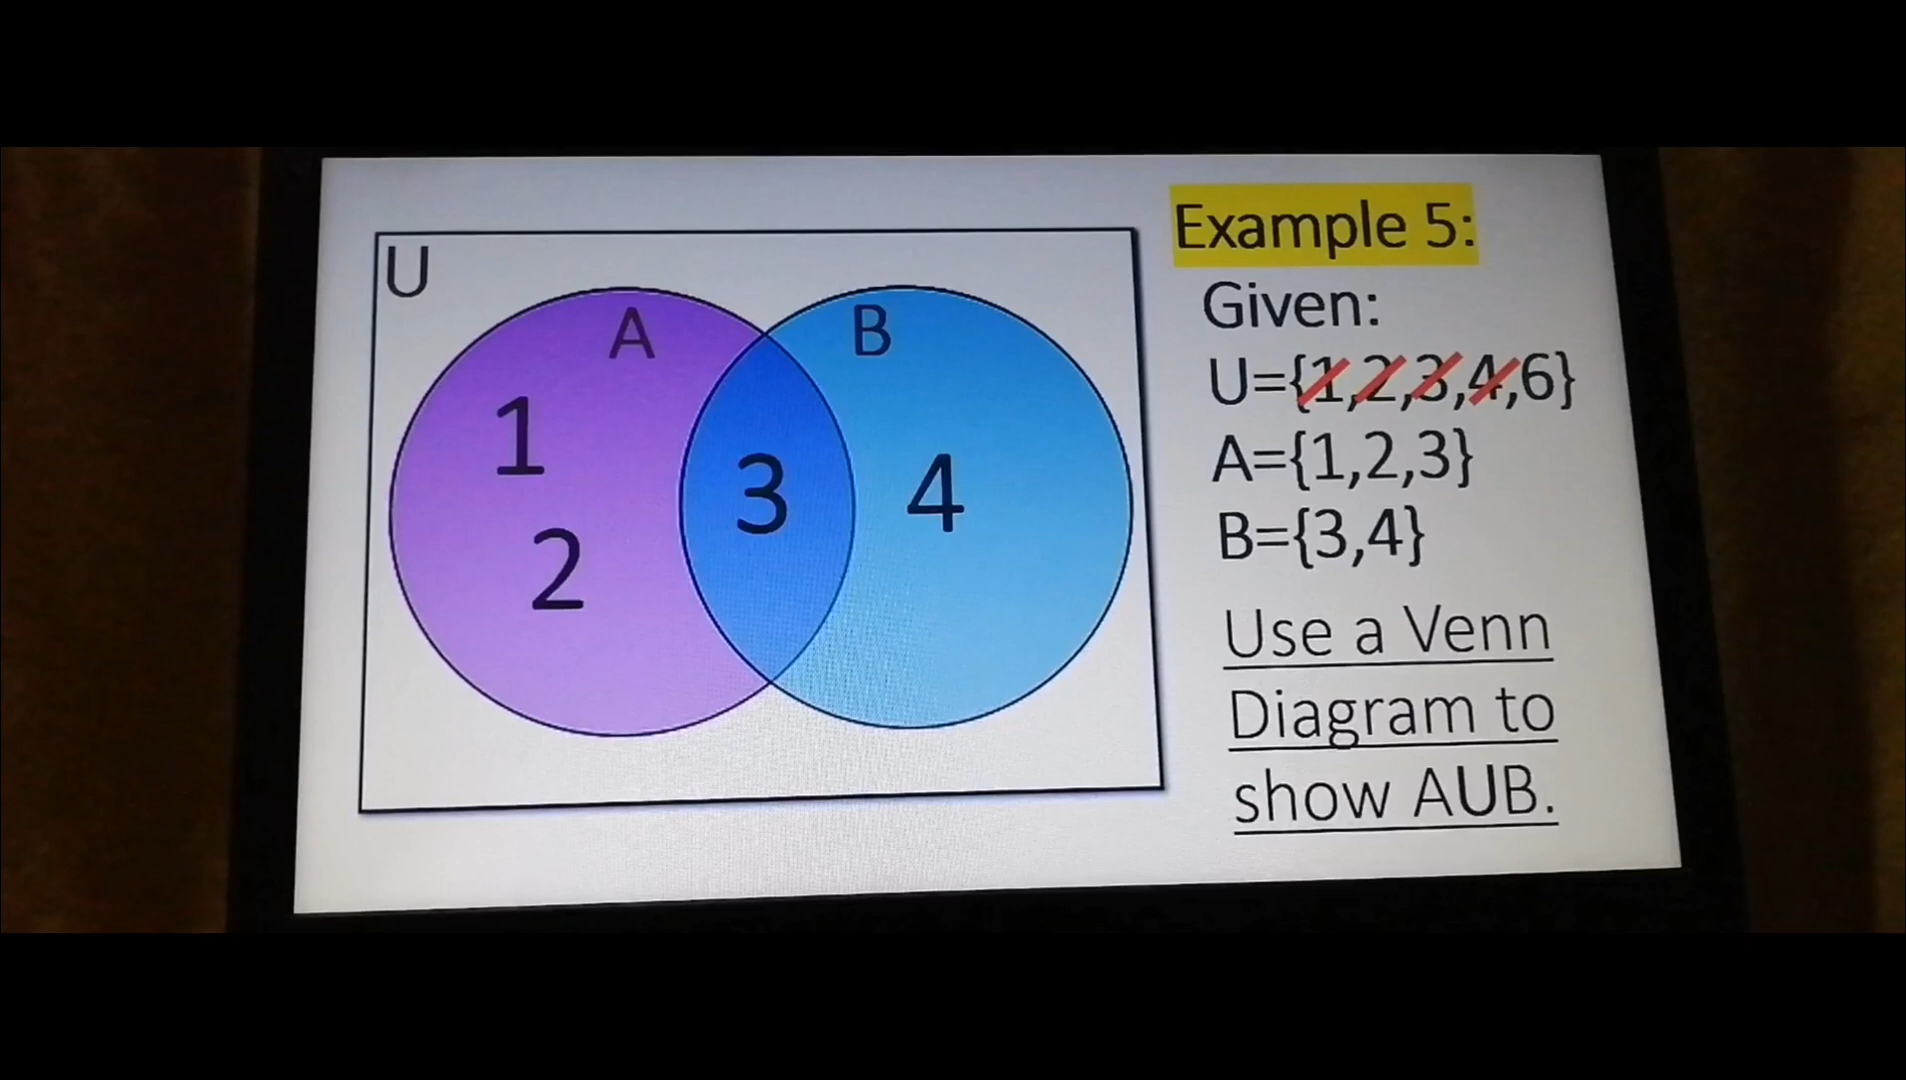 U
A
B
1
2
3
4
Example 5:
Given:
U={1,2,3,4,6}
A={1,2,3}
B={3,4}
Use a Venn
Diagram to
show AUB.